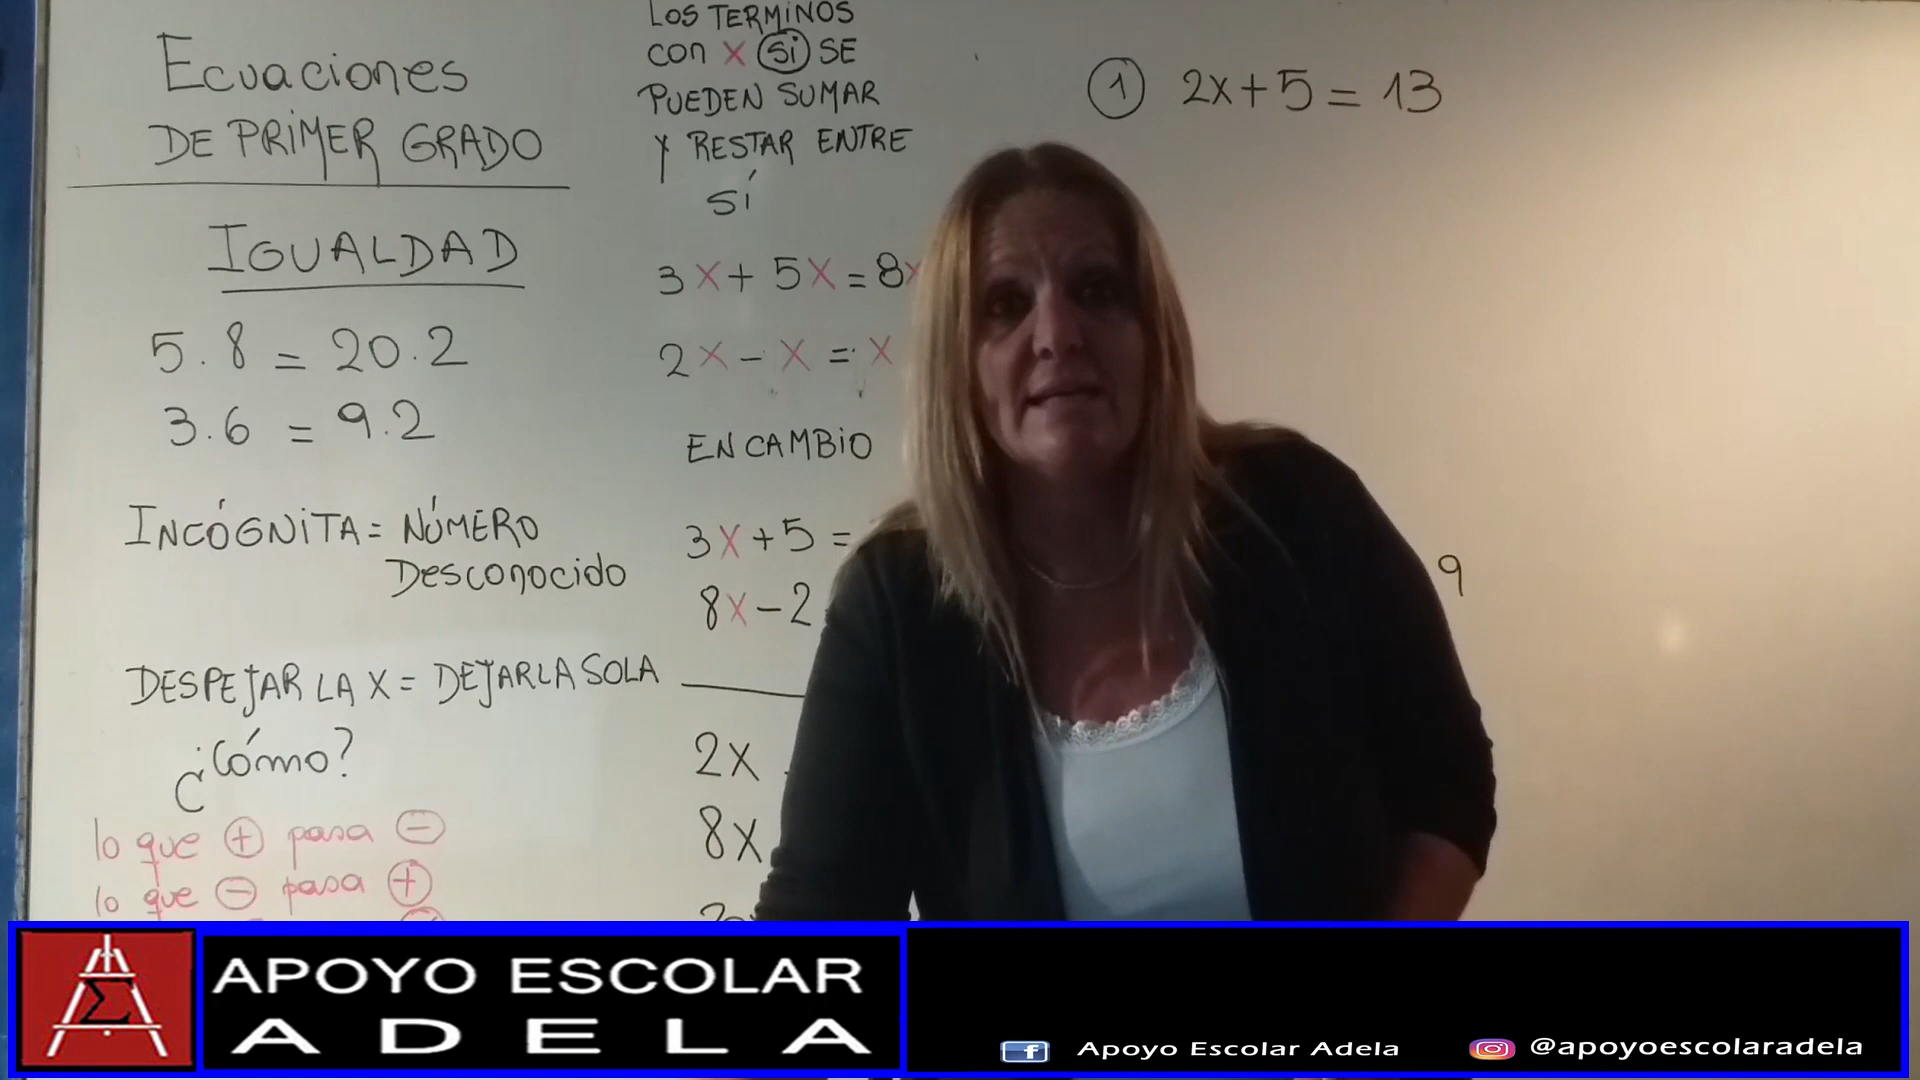 Ecuaciones
DE PRIMER GRADO
IGUALDAD
5.8 = 20.2
3.6 = 9.2
INCÓGNITA = NÚMERO
Desconocido
DESPEJAR LA X = DEJARLA SOLA
¿Cómo?
lo que + pasa -
lo que - pasa +
LOS TERMINOS
con x SI SE
PUEDEN SUMAR
Y RESTAR ENTRE
SÍ
3x + 5x = 8x
2x - x = x
EN CAMBIO
3x + 5 =
8x - 2
2x
8x
① 2x + 5 = 13
9
APOYO ESCOLAR
ADELA
Apoyo Escolar Adela
@apoyoescolaradela